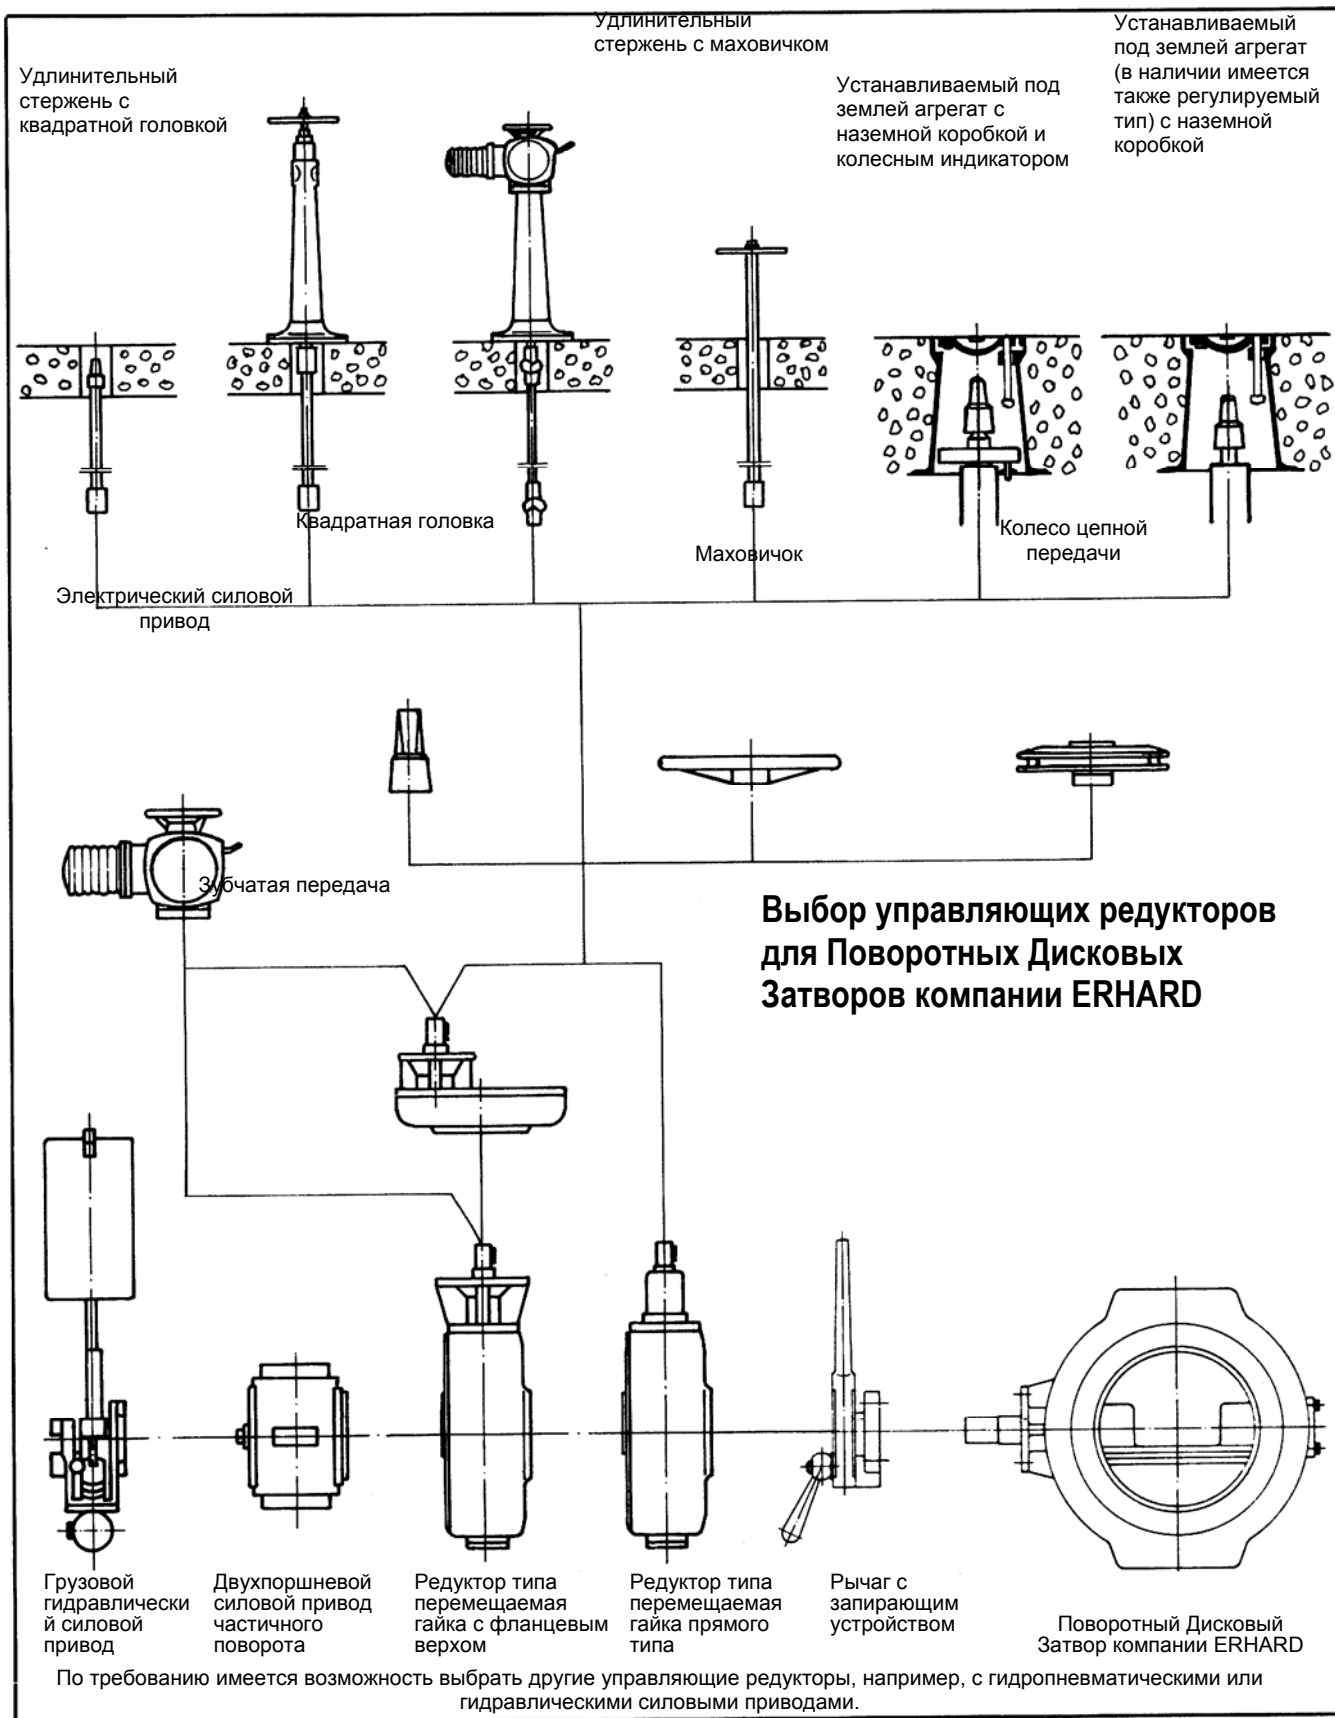 Удлинительный
стержень с
квадратной головкой
Удлинительный
стержень с маховичком
Устанавливаемый под
землей агрегат с
наземной коробкой и
колесным индикатором
Устанавливаемый
под землей агрегат
(в наличии имеется
также регулируемый
тип) с наземной
коробкой
Квадратная головка
Маховичок
Колесо цепной
передачи
Электрический силовой
привод
Зубчатая передача
Выбор управляющих редукторов
для Поворотных Дисковых
Затворов компании ERHARD
Грузовой
гидравлически
й силовой
привод
Двухпоршневой
силовой привод
частичного
поворота
Редуктор типа
перемещаемая
гайка с фланцевым
верхом
Редуктор типа
перемещаемая
гайка прямого
типа
Рычаг с
запирающим
устройством
Поворотный Дисковый
Затвор компании ERHARD
По требованию имеется возможность выбрать другие управляющие редукторы, например, с гидропневматическими или
гидравлическими силовыми приводами.